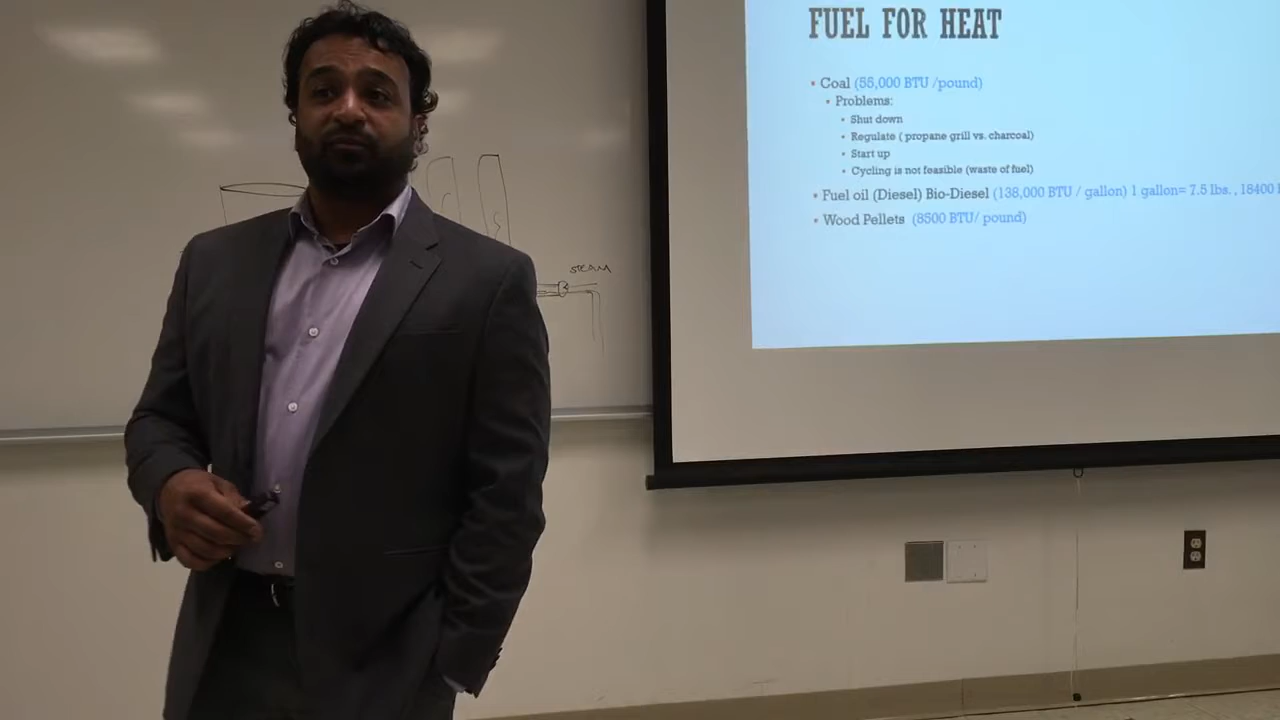 FUEL FOR HEAT
• Coal (55,000 BTU /pound)
• Problems:
• Shut down
• Regulate ( propane grill vs. charcoal)
• Start up
• Cycling is not feasible (waste of fuel)
• Fuel oil (Diesel) Bio-Diesel (138,000 BTU / gallon) 1 gallon= 7.5 lbs. , 18400
• Wood Pellets (8500 BTU/ pound)
STEAM